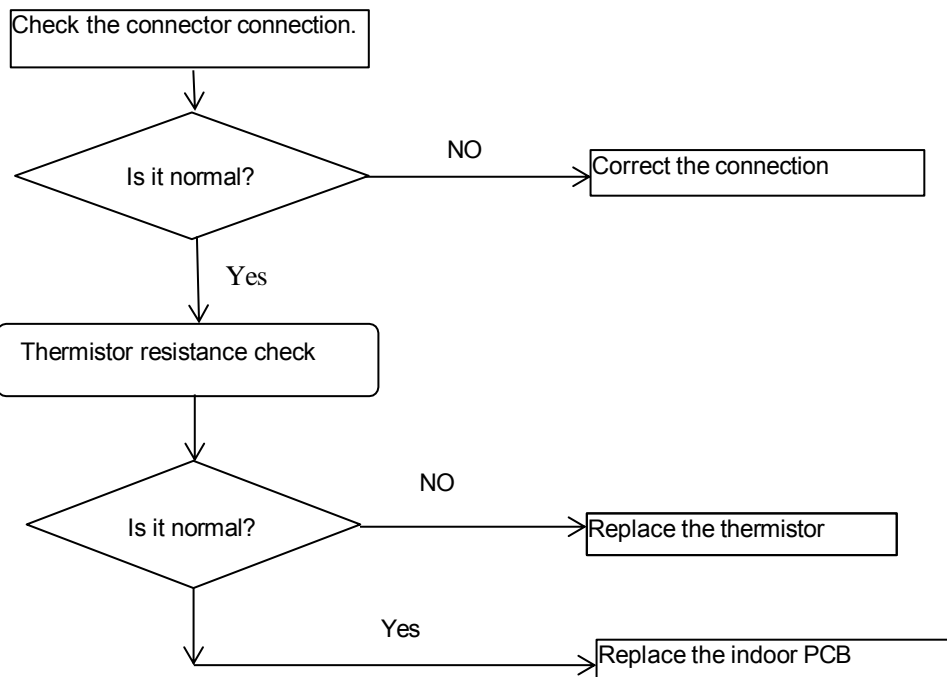 Check the connector connection.
NO
Is it normal?
Correct the connection
Yes
Thermistor resistance check
NO
Is it normal?
Replace the thermistor
Yes
Replace the indoor PCB